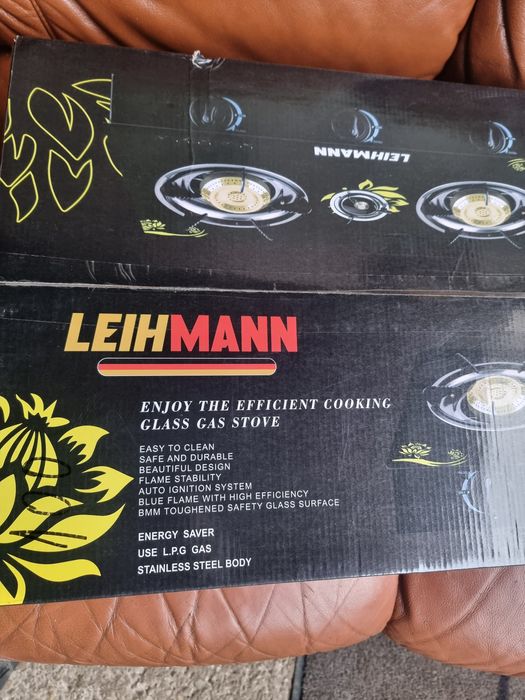 LEIHMANN
LEIHMANN
ENJOY THE EFFICIENT COOKING
GLASS GAS STOVE
EASY TO CLEAN
SAFE AND DURABLE
BEAUTIFUL DESIGN
FLAME STABILITY
AUTO IGNITION SYSTEM
BLUE FLAME WITH HIGH EFFICIENCY
BMM TOUGHENED SAFETY GLASS SURFACE
ENERGY SAVER
USE L.P.G GAS
STAINLESS STEEL BODY